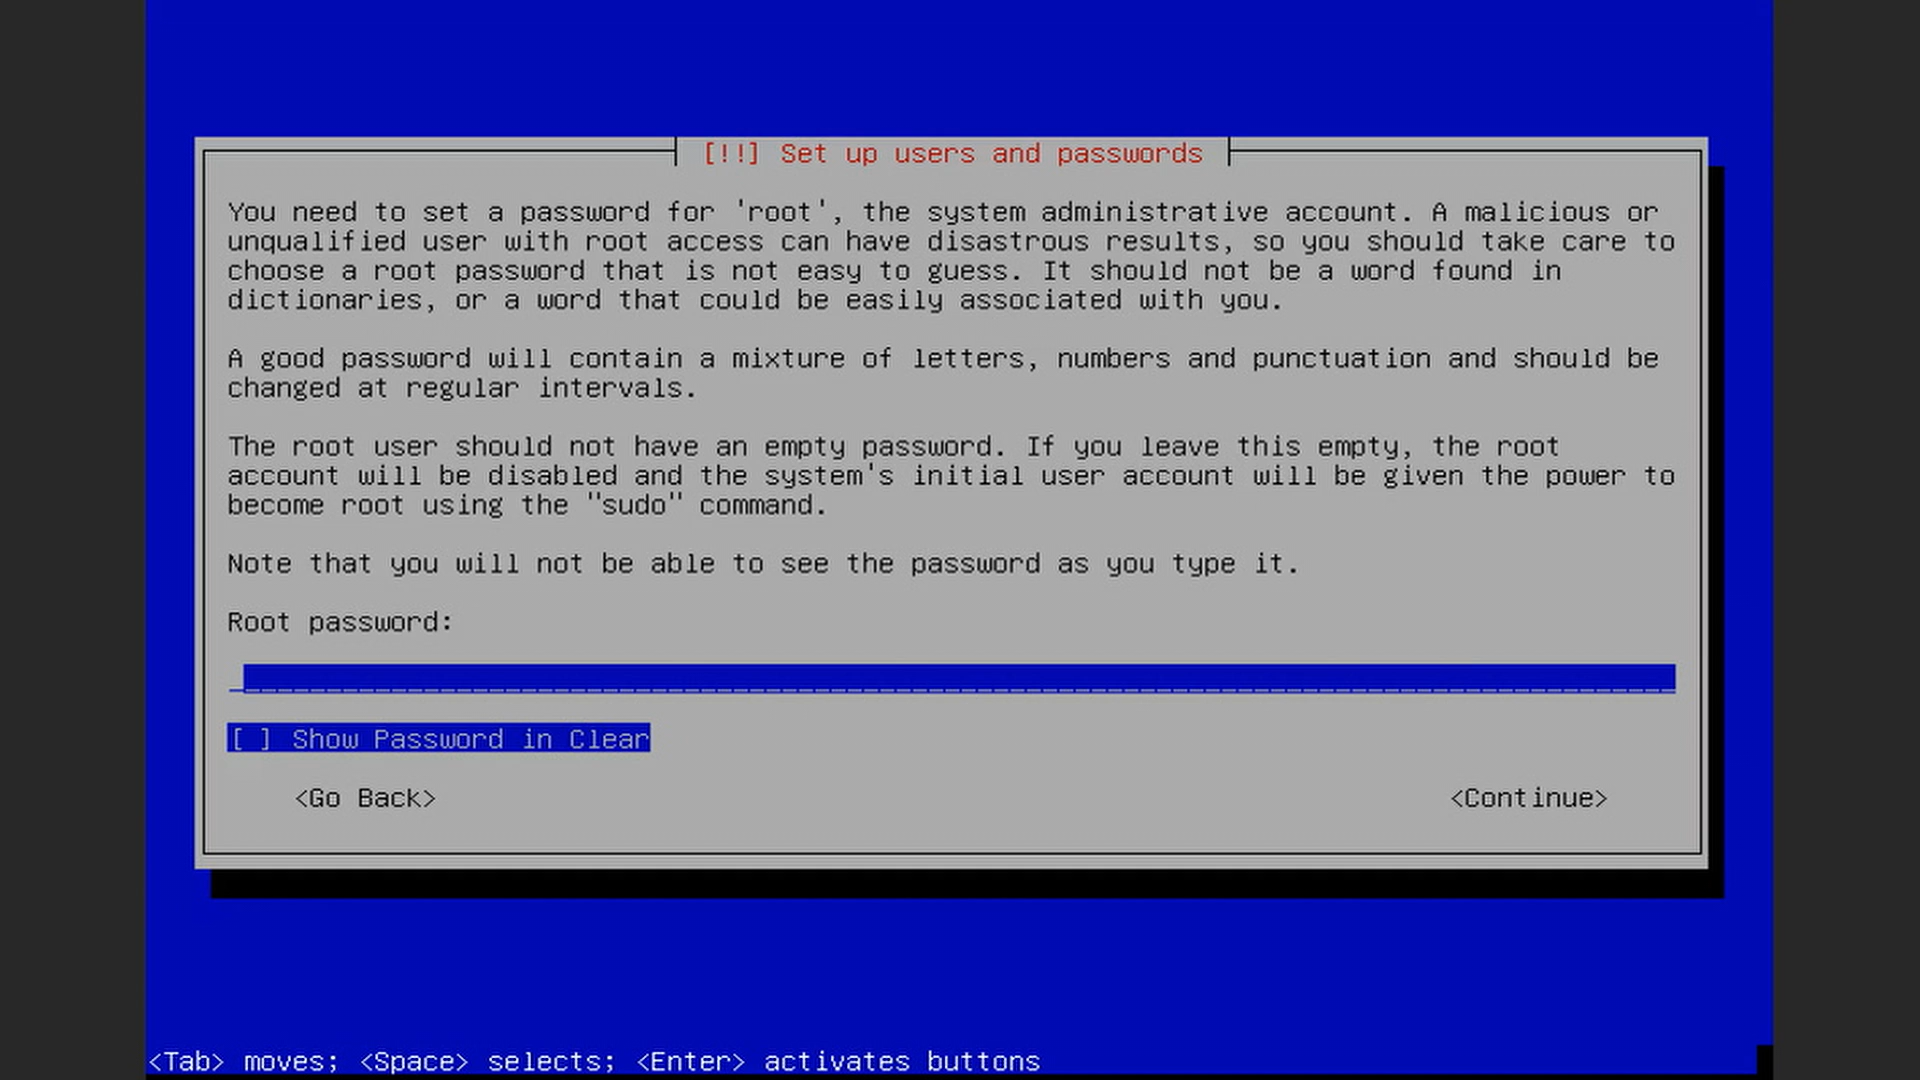 [!!] Set up users and passwords
You need to set a password for 'root', the system administrative account. A malicious or
unqualified user with root access can have disastrous results, so you should take care to
choose a root password that is not easy to guess. It should not be a word found in
dictionaries, or a word that could be easily associated with you.
A good password will contain a mixture of letters, numbers and punctuation and should be
changed at regular intervals.
The root user should not have an empty password. If you leave this empty, the root
account will be disabled and the system's initial user account will be given the power to
become root using the "sudo" command.
Note that you will not be able to see the password as you type it.
Root password:
[ ] Show Password in Clear
<Go Back> <Continue>
<Tab> moves; <Space> selects; <Enter> activates buttons